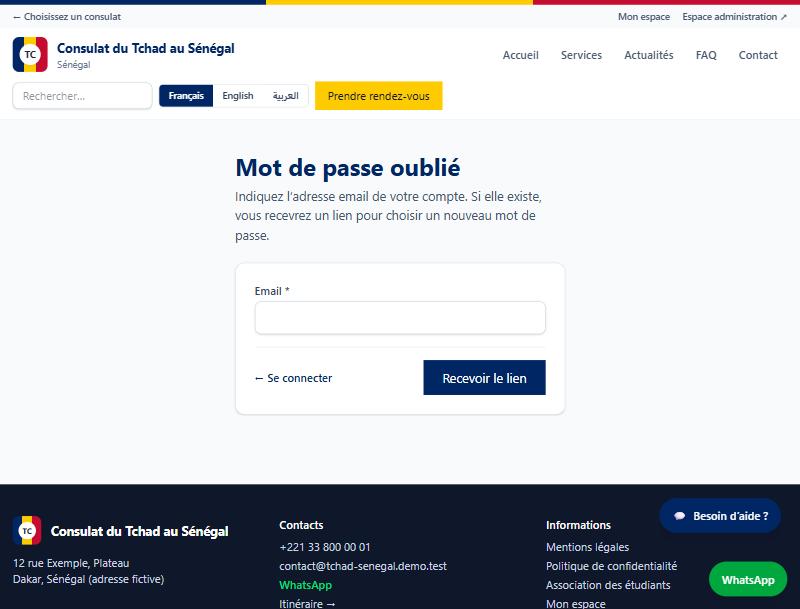 ← Choisissez un consulat
Mon espace Espace administration ↗
TC Consulat du Tchad au Sénégal
Sénégal
Accueil Services Actualités FAQ Contact
Rechercher... Français English العربية Prendre rendez-vous
Mot de passe oublié
Indiquez l'adresse email de votre compte. Si elle existe,
vous recevrez un lien pour choisir un nouveau mot de
passe.
Email *
← Se connecter Recevoir le lien
TC Consulat du Tchad au Sénégal
12 rue Exemple, Plateau
Dakar, Sénégal (adresse fictive)
Contacts
+221 33 800 00 01
contact@tchad-senegal.demo.test
WhatsApp
Itinéraire →
Informations
Mentions légales
Politique de confidentialité
Association des étudiants
Mon espace
Besoin d'aide ?
WhatsApp